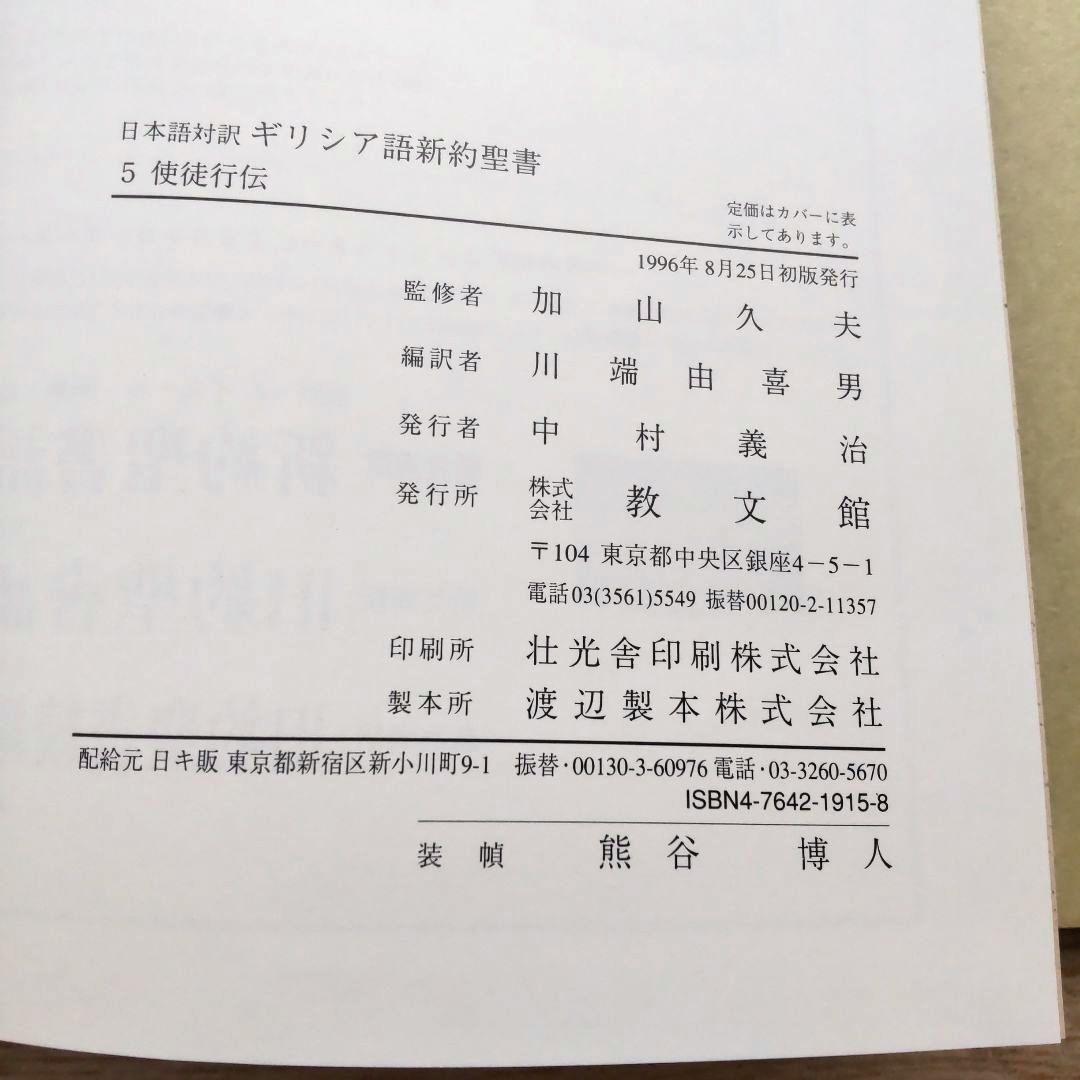 日本語対訳 ギリシア語新約聖書
5 使徒行伝
定価はカバーに表
示してあります。
1996年 8月25日初版発行
監修者 加山久夫
編訳者 川端由喜男
発行者 中村義治
発行所 株式会社 教文館
〒104 東京都中央区銀座4-5-1
電話03(3561)5549 振替00120-2-11357
印刷所 壮光舎印刷株式会社
製本所 渡辺製本株式会社
配給元 日キ販 東京都新宿区新小川町9-1 振替・00130-3-60976 電話・03-3260-5670
ISBN4-7642-1915-8
装幀 熊谷博人